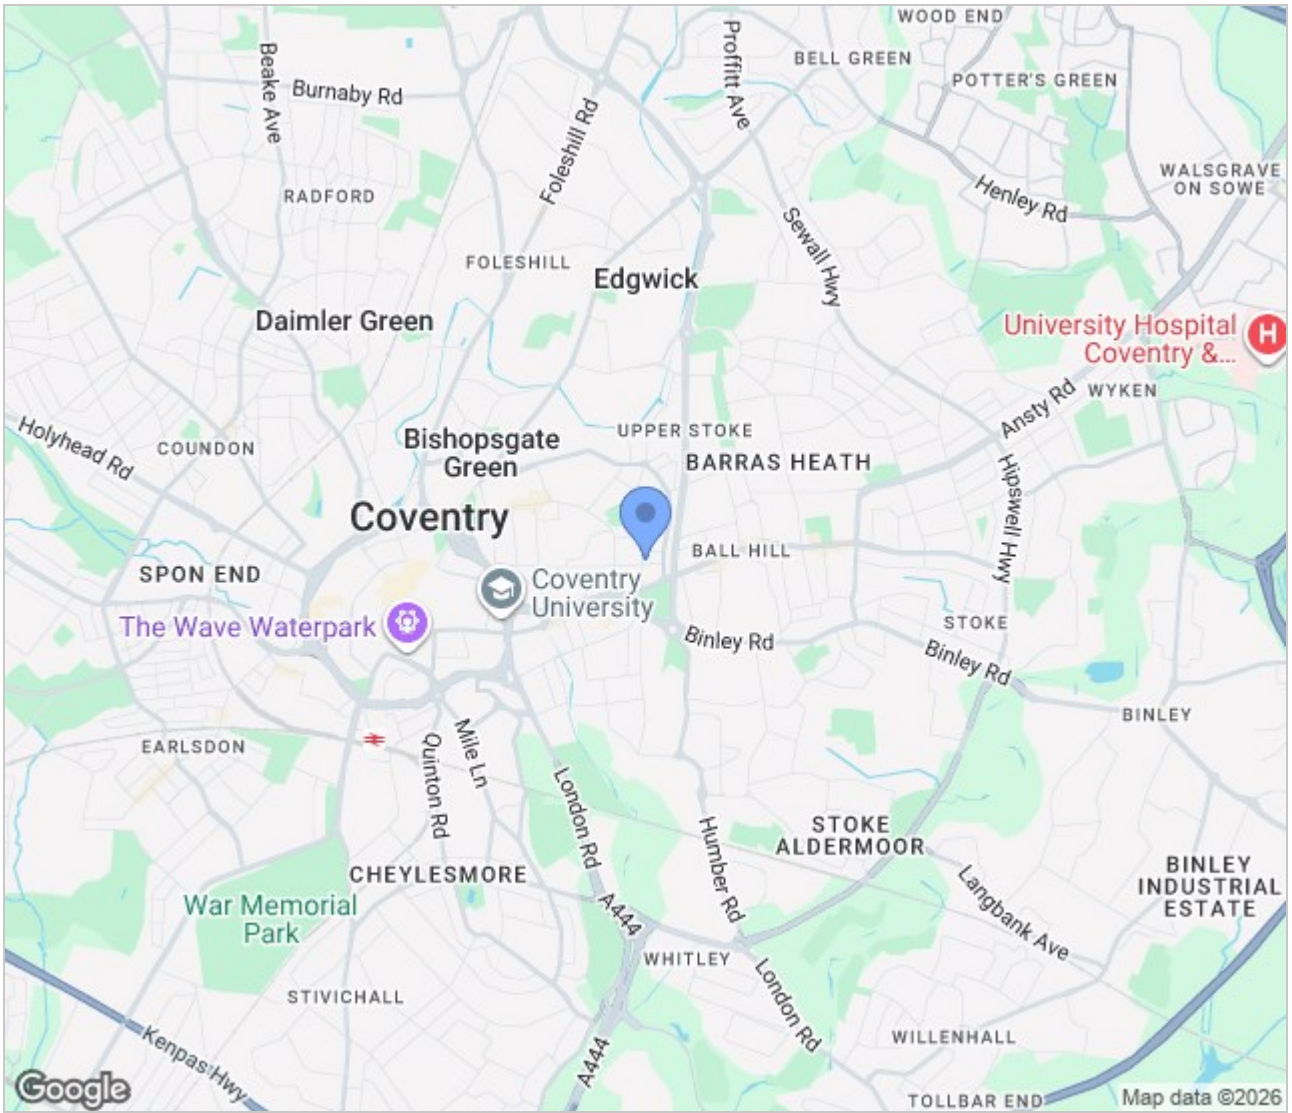 WOOD END
Proffitt Ave
BELL GREEN
Beake Ave
POTTER'S GREEN
Burnaby Rd
Foleshill Rd
WALSGRAVE
ON SOWE
RADFORD
Henley Rd
Sewall Hwy
FOLESHILL
Edgwick
Daimler Green
University Hospital
Coventry &...
H
WYKEN
Ansty Rd
Holyhead Rd
COUNDON
Bishopsgate
Green
UPPER STOKE
BARRAS HEATH
Hipswell Hwy
Coventry
BALL HILL
SPON END
Coventry
University
The Wave Waterpark
STOKE
Binley Rd
Binley Rd
BINLEY
EARLSDON
Mile Ln
Quinton Rd
London Rd
Humber Rd
STOKE
ALDERMOOR
CHEYLESMORE
BINLEY
INDUSTRIAL
ESTATE
War Memorial
Park
A444
Langbank Ave
WHITLEY
STIVICHALL
London Rd
WILLENHALL
Kenpas Hwy
A444
Google
TOLLBAR END
Map data ©2026